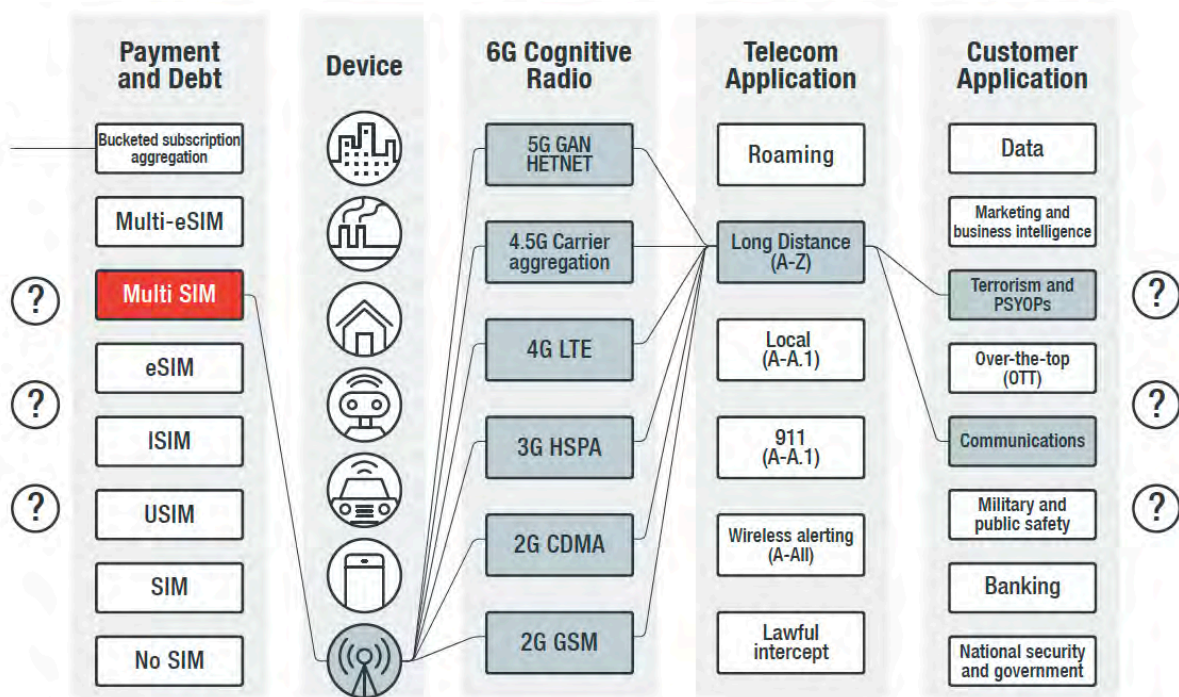 Payment
and Debt
Bucketed subscription
aggregation
Multi-eSIM
Multi SIM
eSIM
ISIM
USIM
SIM
No SIM
?
?
?
Device
6G Cognitive
Radio
5G GAN
HETNET
4.5G Carrier
aggregation
4G LTE
3G HSPA
2G CDMA
2G GSM
Telecom
Application
Roaming
Long Distance
(A-Z)
Local
(A-A.1)
911
(A-A.1)
Wireless alerting
(A-All)
Lawful
intercept
Customer
Application
Data
Marketing and
business intelligence
Terrorism and
PSYOPs
Over-the-top
(OTT)
Communications
Military and
public safety
Banking
National security
and government
?
?
?